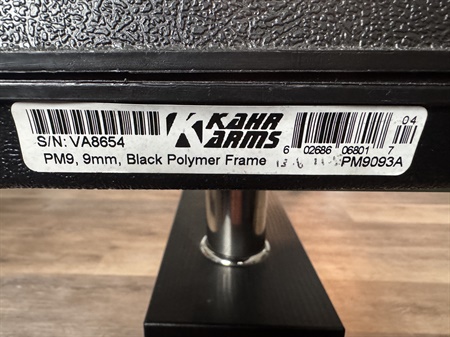 KAHR
ARMS
04
S/N: VA8654
6 02686 06801 7
PM9, 9mm, Black Polymer Frame
PM9093A